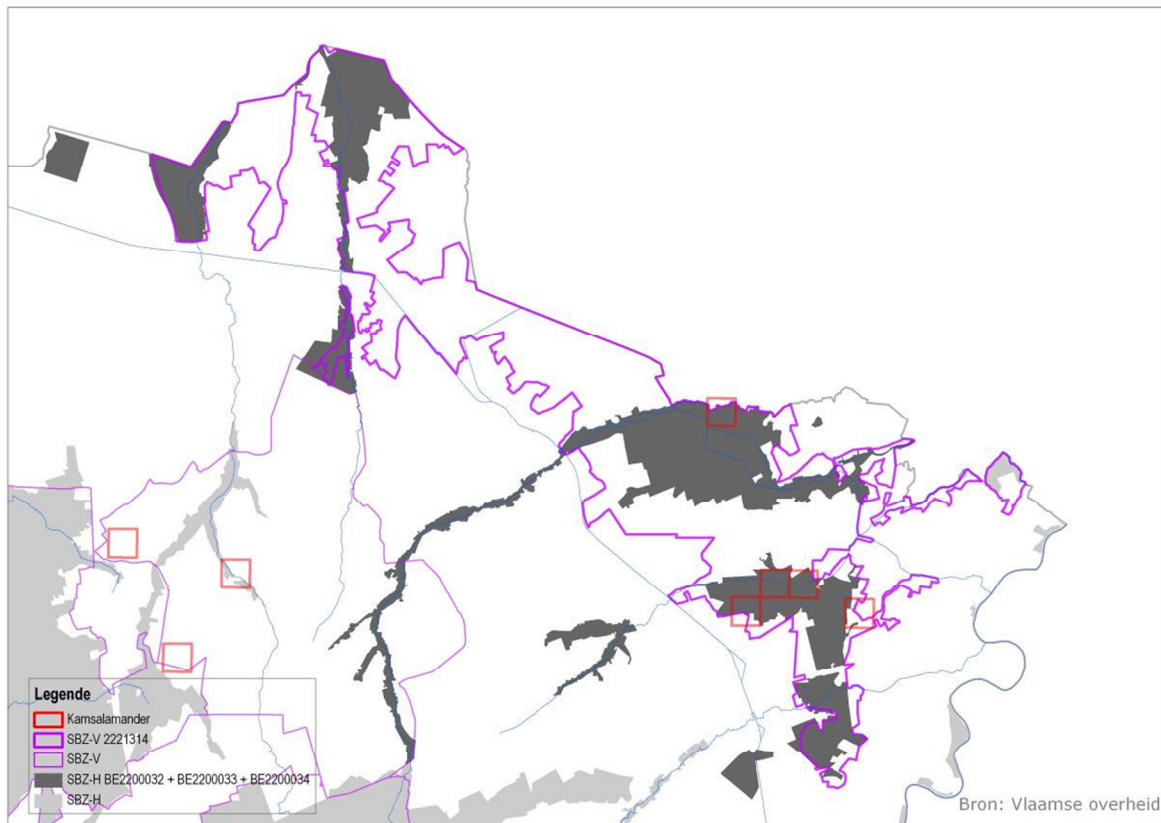 Legende
Kamsalamander
SBZ-V 2221314
SBZ-V
SBZ-H BE2200032 + BE2200033 + BE2200034
SBZ-H
Bron: Vlaamse overheid